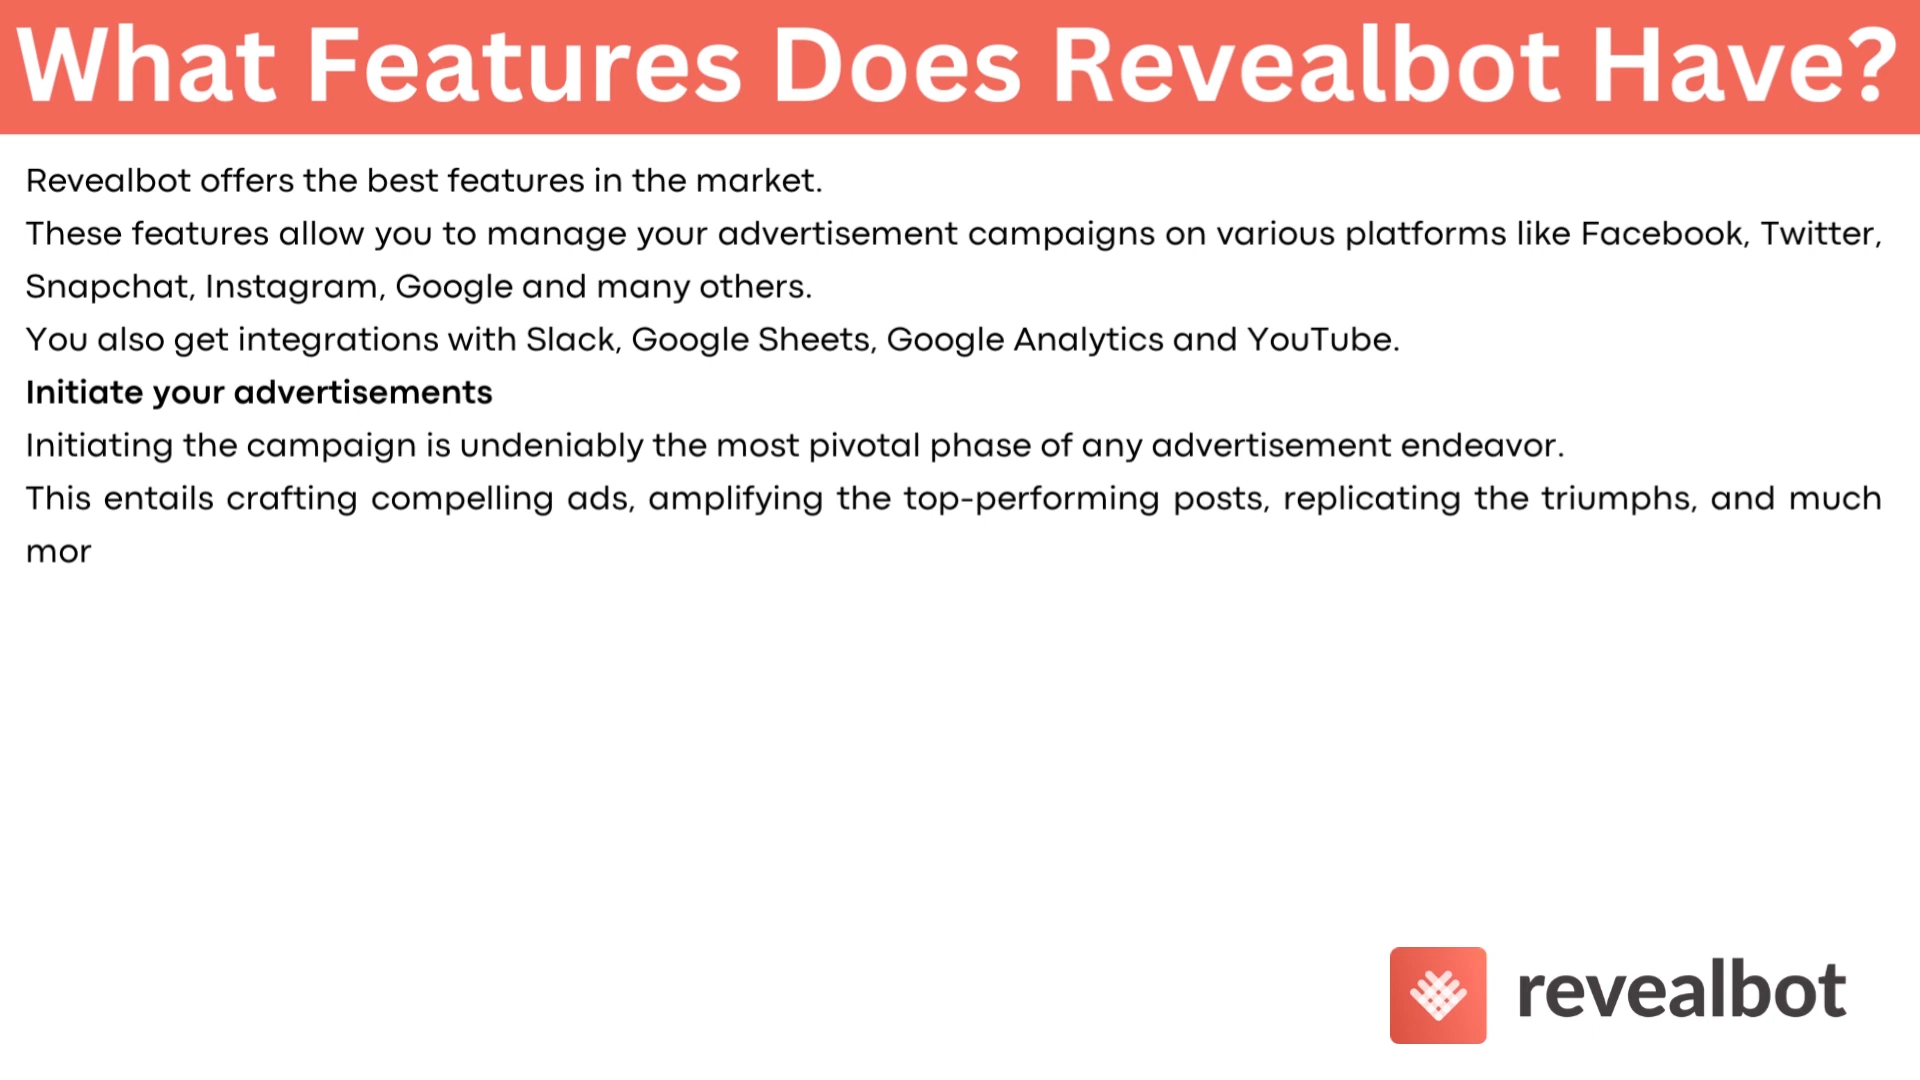 What Features Does Revealbot Have?
Revealbot offers the best features in the market.
These features allow you to manage your advertisement campaigns on various platforms like Facebook, Twitter,
Snapchat, Instagram, Google and many others.
You also get integrations with Slack, Google Sheets, Google Analytics and YouTube.
Initiate your advertisements
Initiating the campaign is undeniably the most pivotal phase of any advertisement endeavor.
This entails crafting compelling ads, amplifying the top-performing posts, replicating the triumphs, and much
mor
revealbot